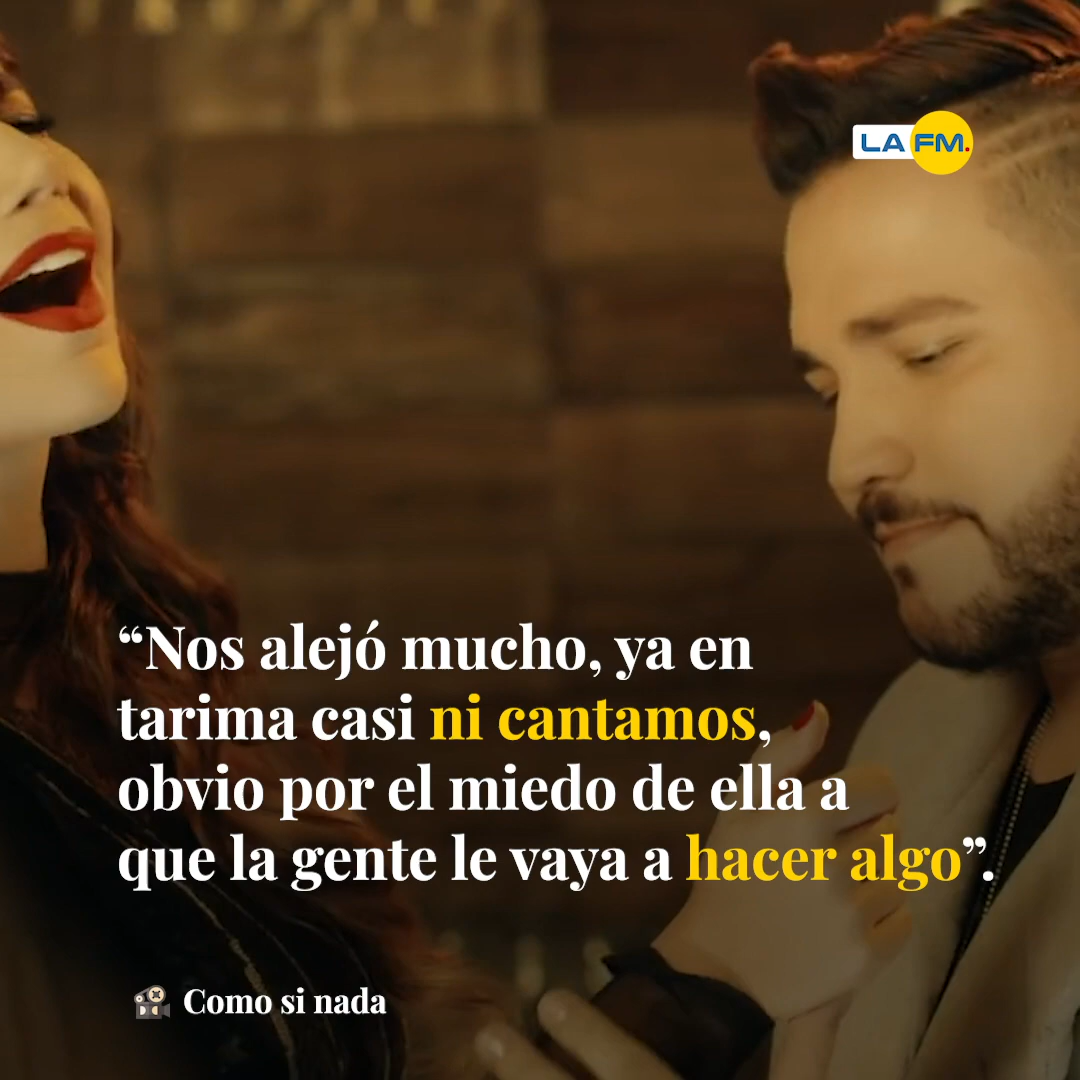 LA FM.
“Nos alejó mucho, ya en
tarima casi ni cantamos,
obvio por el miedo de ella a
que la gente le vaya a hacer algo”.
Como si nada